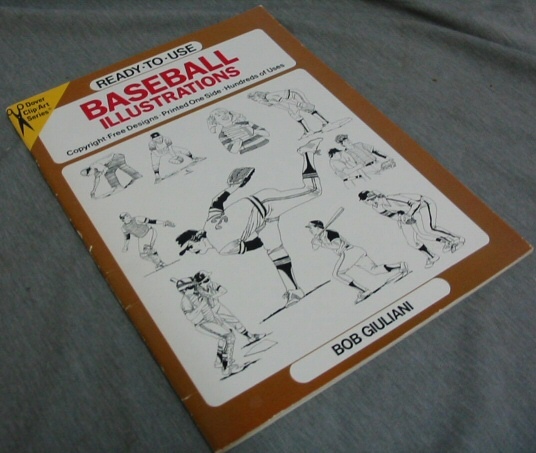 READY·TO·USE
Dover
Clip Art
Series
BASEBALL
ILLUSTRATIONS
Copyright Free Designs · Printed One Side · Hundreds of Uses
BOB GIULIANI